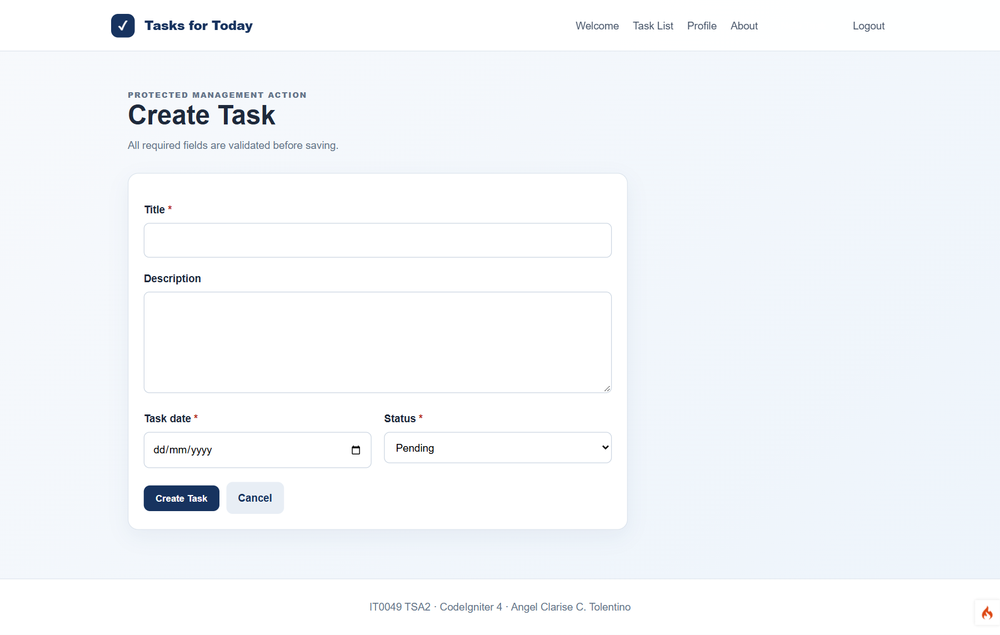 Tasks for Today
Welcome Task List Profile About Logout
PROTECTED MANAGEMENT ACTION
Create Task
All required fields are validated before saving.
Title *
Description
Task date * Status *
dd/mm/yyyy Pending
Create Task Cancel
IT0049 TSA2 · CodeIgniter 4 · Angel Clarise C. Tolentino